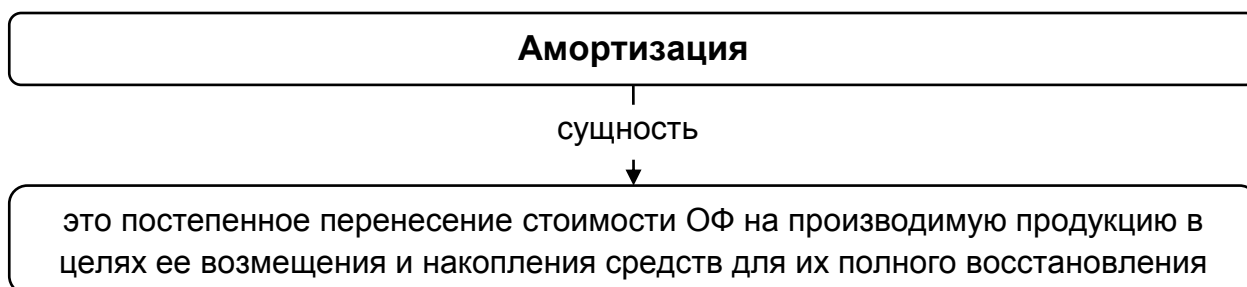 Амортизация
сущность
это постепенное перенесение стоимости ОФ на производимую продукцию в
целях ее возмещения и накопления средств для их полного восстановления